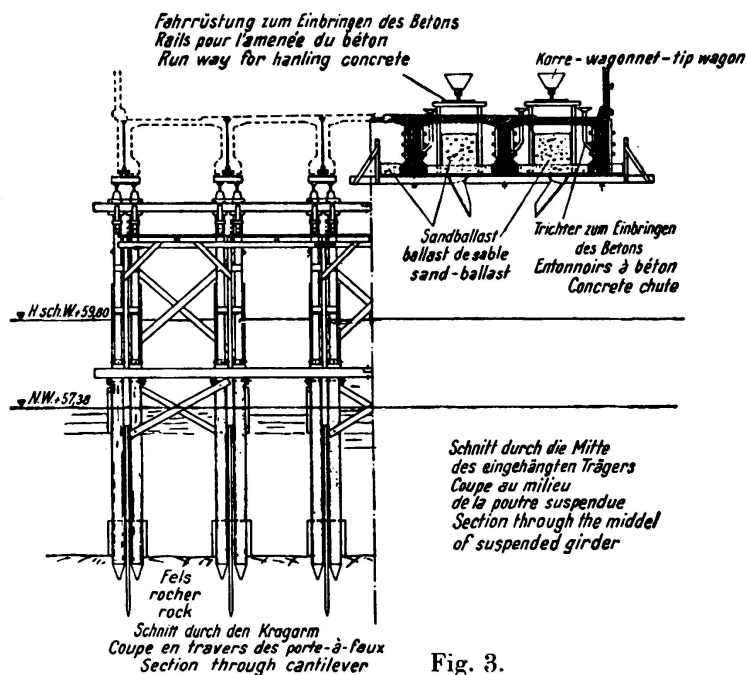 Fahrrüstung zum Einbringen des Betons
Rails pour l'amenée du béton
Run way for hanling concrete
Karre-wagonnet-tip wagon
Sandballast
ballast de sable
sand-ballast
Trichter zum Einbringen
des Betons
Entonnoirs à béton
Concrete chute
H.sch.W.+59,80
N.W.+57,38
Schnitt durch die Mitte
des eingehängten Trägers
Coupe au milieu
de la poutre suspendue
Section through the middel
of suspended girder
Fels
rocher
rock
Schnitt durch den Kragarm
Coupe en travers des porte-à-faux
Section through cantilever
Fig. 3.